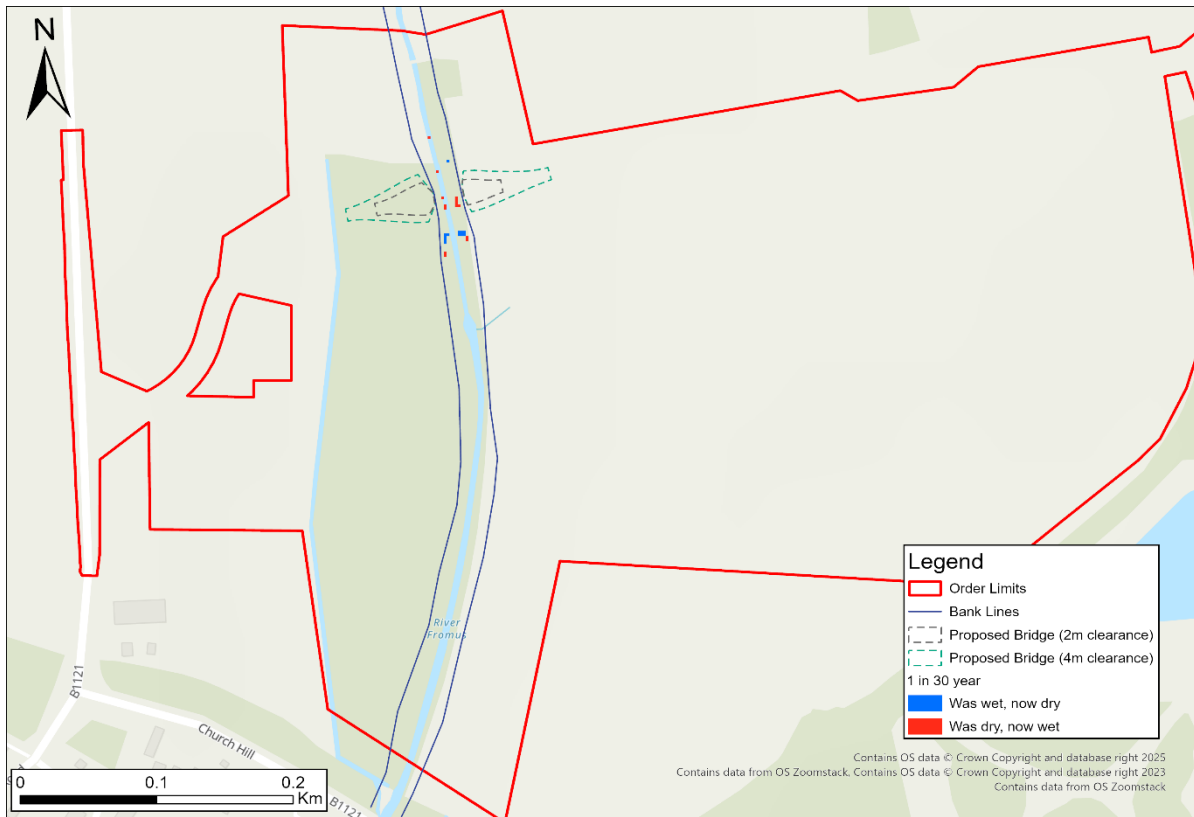 N
River
Fromus
B1121
Church Hill
B1121
0
0.1
0.2
Km
Legend
Order Limits
Bank Lines
Proposed Bridge (2m clearance)
Proposed Bridge (4m clearance)
1 in 30 year
Was wet, now dry
Was dry, now wet
Contains OS data © Crown Copyright and database right 2025
Contains data from OS Zoomstack, Contains OS data © Crown Copyright and database right 2023
Contains data from OS Zoomstack